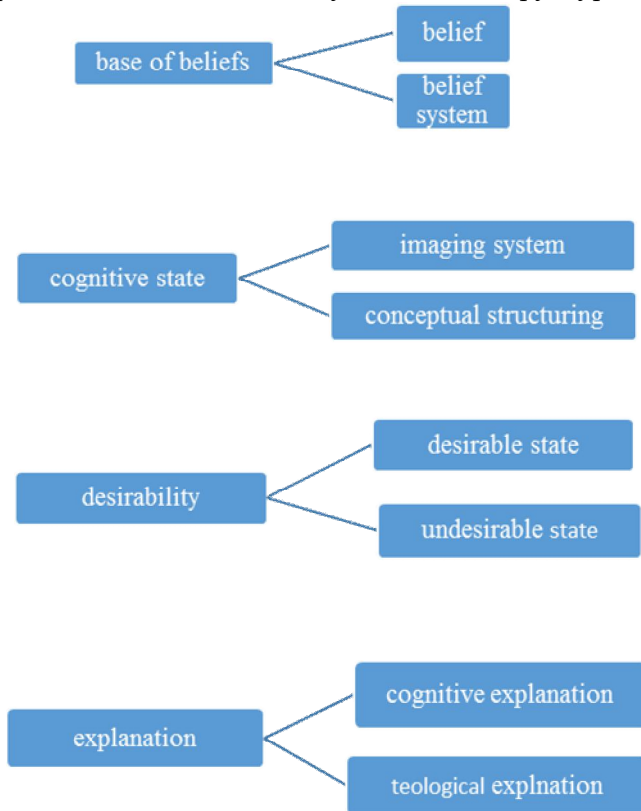 belief
base of beliefs
belief
system
imaging system
cognitive state
conceptual structuring
desirable state
desirability
undesirable state
cognitive explanation
explanation
teological explnation